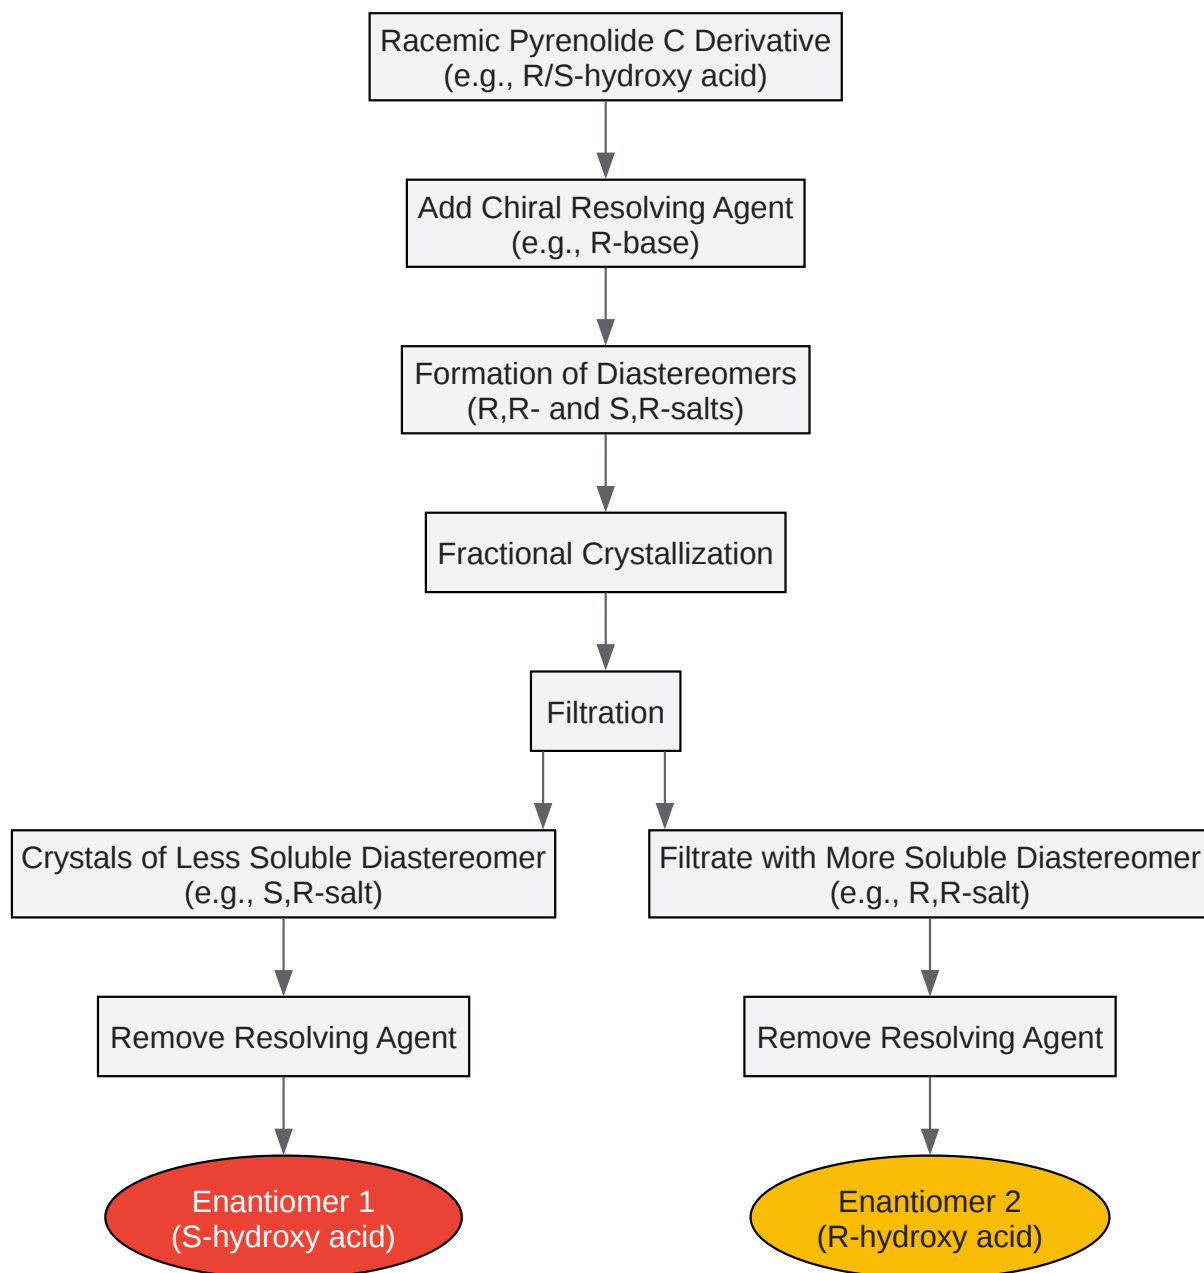 Racemic Pyrenolide C Derivative
(e.g., R/S-hydroxy acid)
Add Chiral Resolving Agent
(e.g., R-base)
Formation of Diastereomers
(R,R- and S,R-salts)
Fractional Crystallization
Filtration
Crystals of Less Soluble Diastereomer
(e.g., S,R-salt)
Filtrate with More Soluble Diastereomer
(e.g., R,R-salt)
Remove Resolving Agent
Remove Resolving Agent
Enantiomer 1
(S-hydroxy acid)
Enantiomer 2
(R-hydroxy acid)